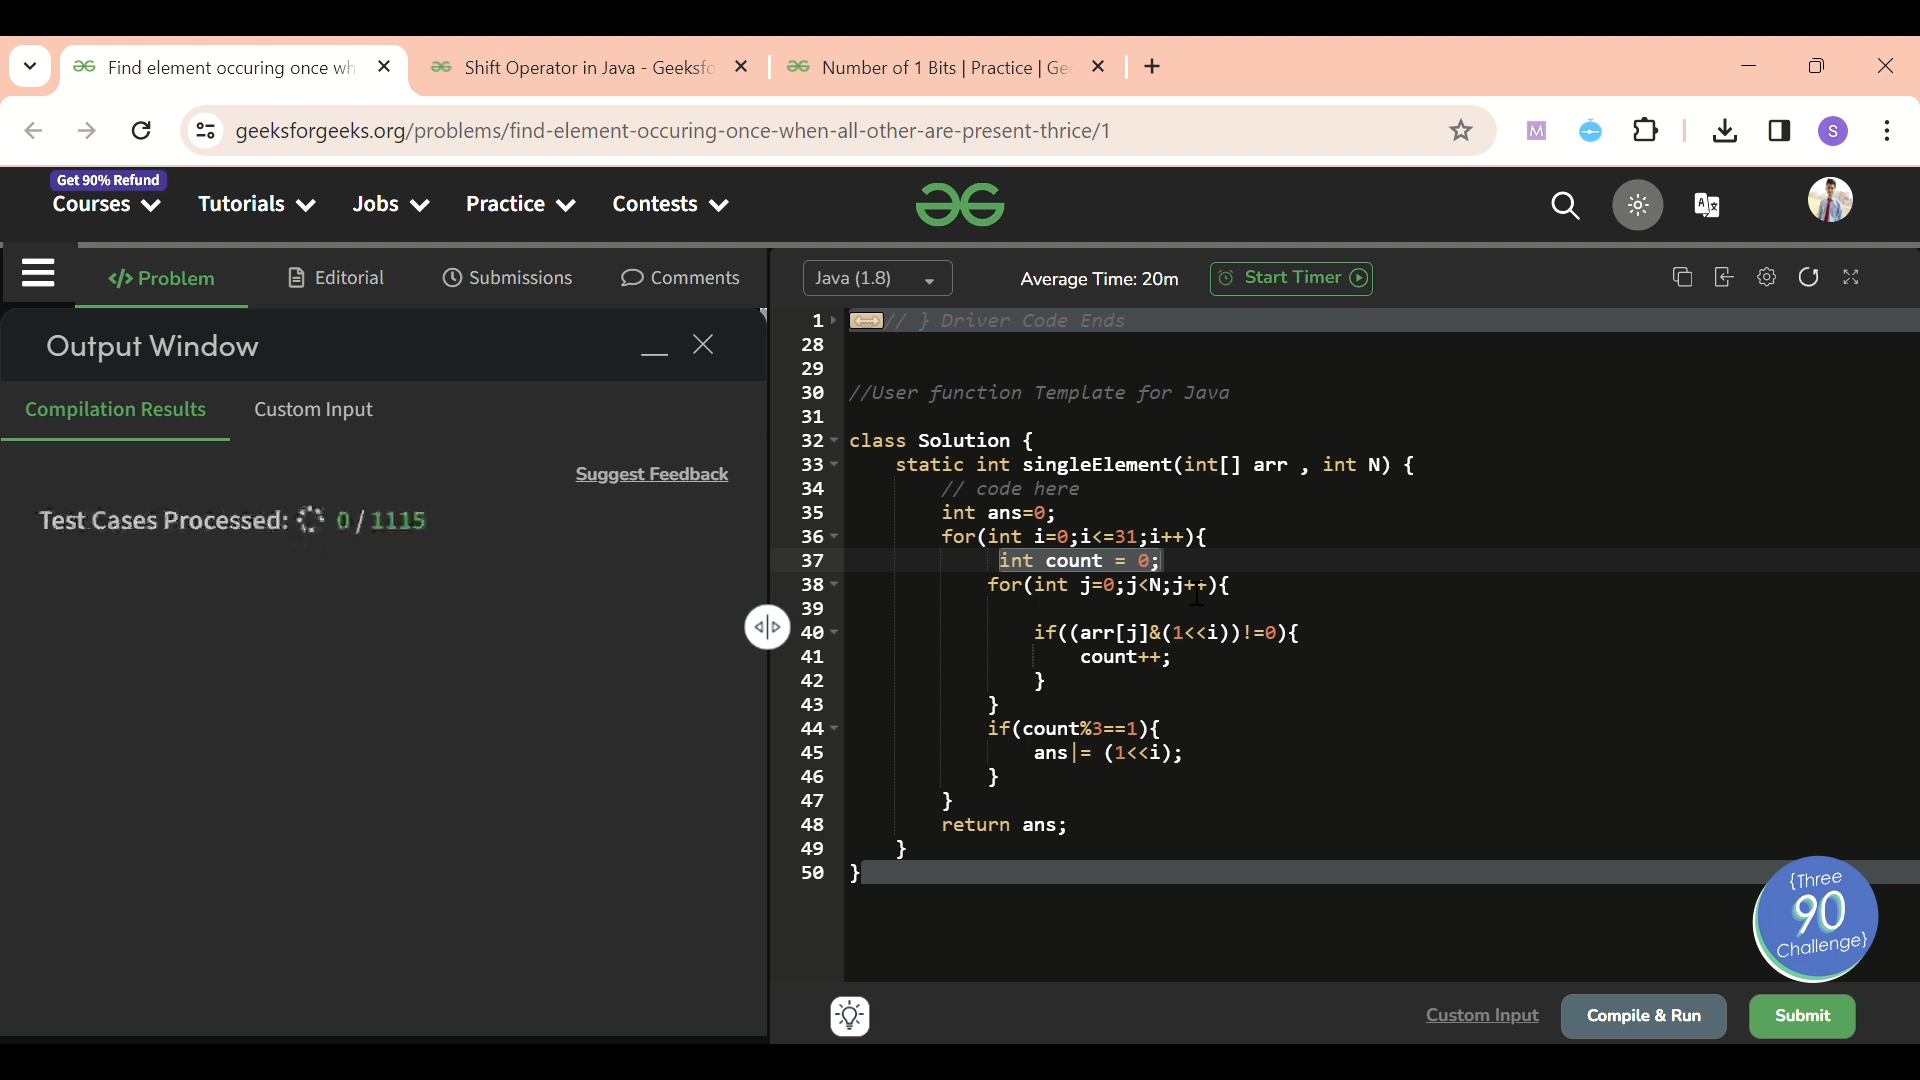 Find element occuring once wh
Shift Operator in Java - Geeksfo
Number of 1 Bits | Practice | Ge
geeksforgeeks.org/problems/find-element-occuring-once-when-all-other-are-present-thrice/1
M
S
Get 90% Refund
Courses
Tutorials
Jobs
Practice
Contests
</> Problem
Editorial
Submissions
Comments
Java (1.8)
Average Time: 20m
Start Timer
Output Window
Compilation Results
Custom Input
Suggest Feedback
Test Cases Processed: 0 / 1115
1 // } Driver Code Ends
28
29
30 //User function Template for Java
31
32 class Solution {
33 static int singleElement(int[] arr , int N) {
34 // code here
35 int ans=0;
36 for(int i=0;i<=31;i++){
37 int count = 0;
38 for(int j=0;j<N;j++){
39
40 if((arr[j]&(1<<i))!=0){
41 count++;
42 }
43 }
44 if(count%3==1){
45 ans|= (1<<i);
46 }
47 }
48 return ans;
49 }
50 }
{Three
90
Challenge}
Custom Input
Compile & Run
Submit